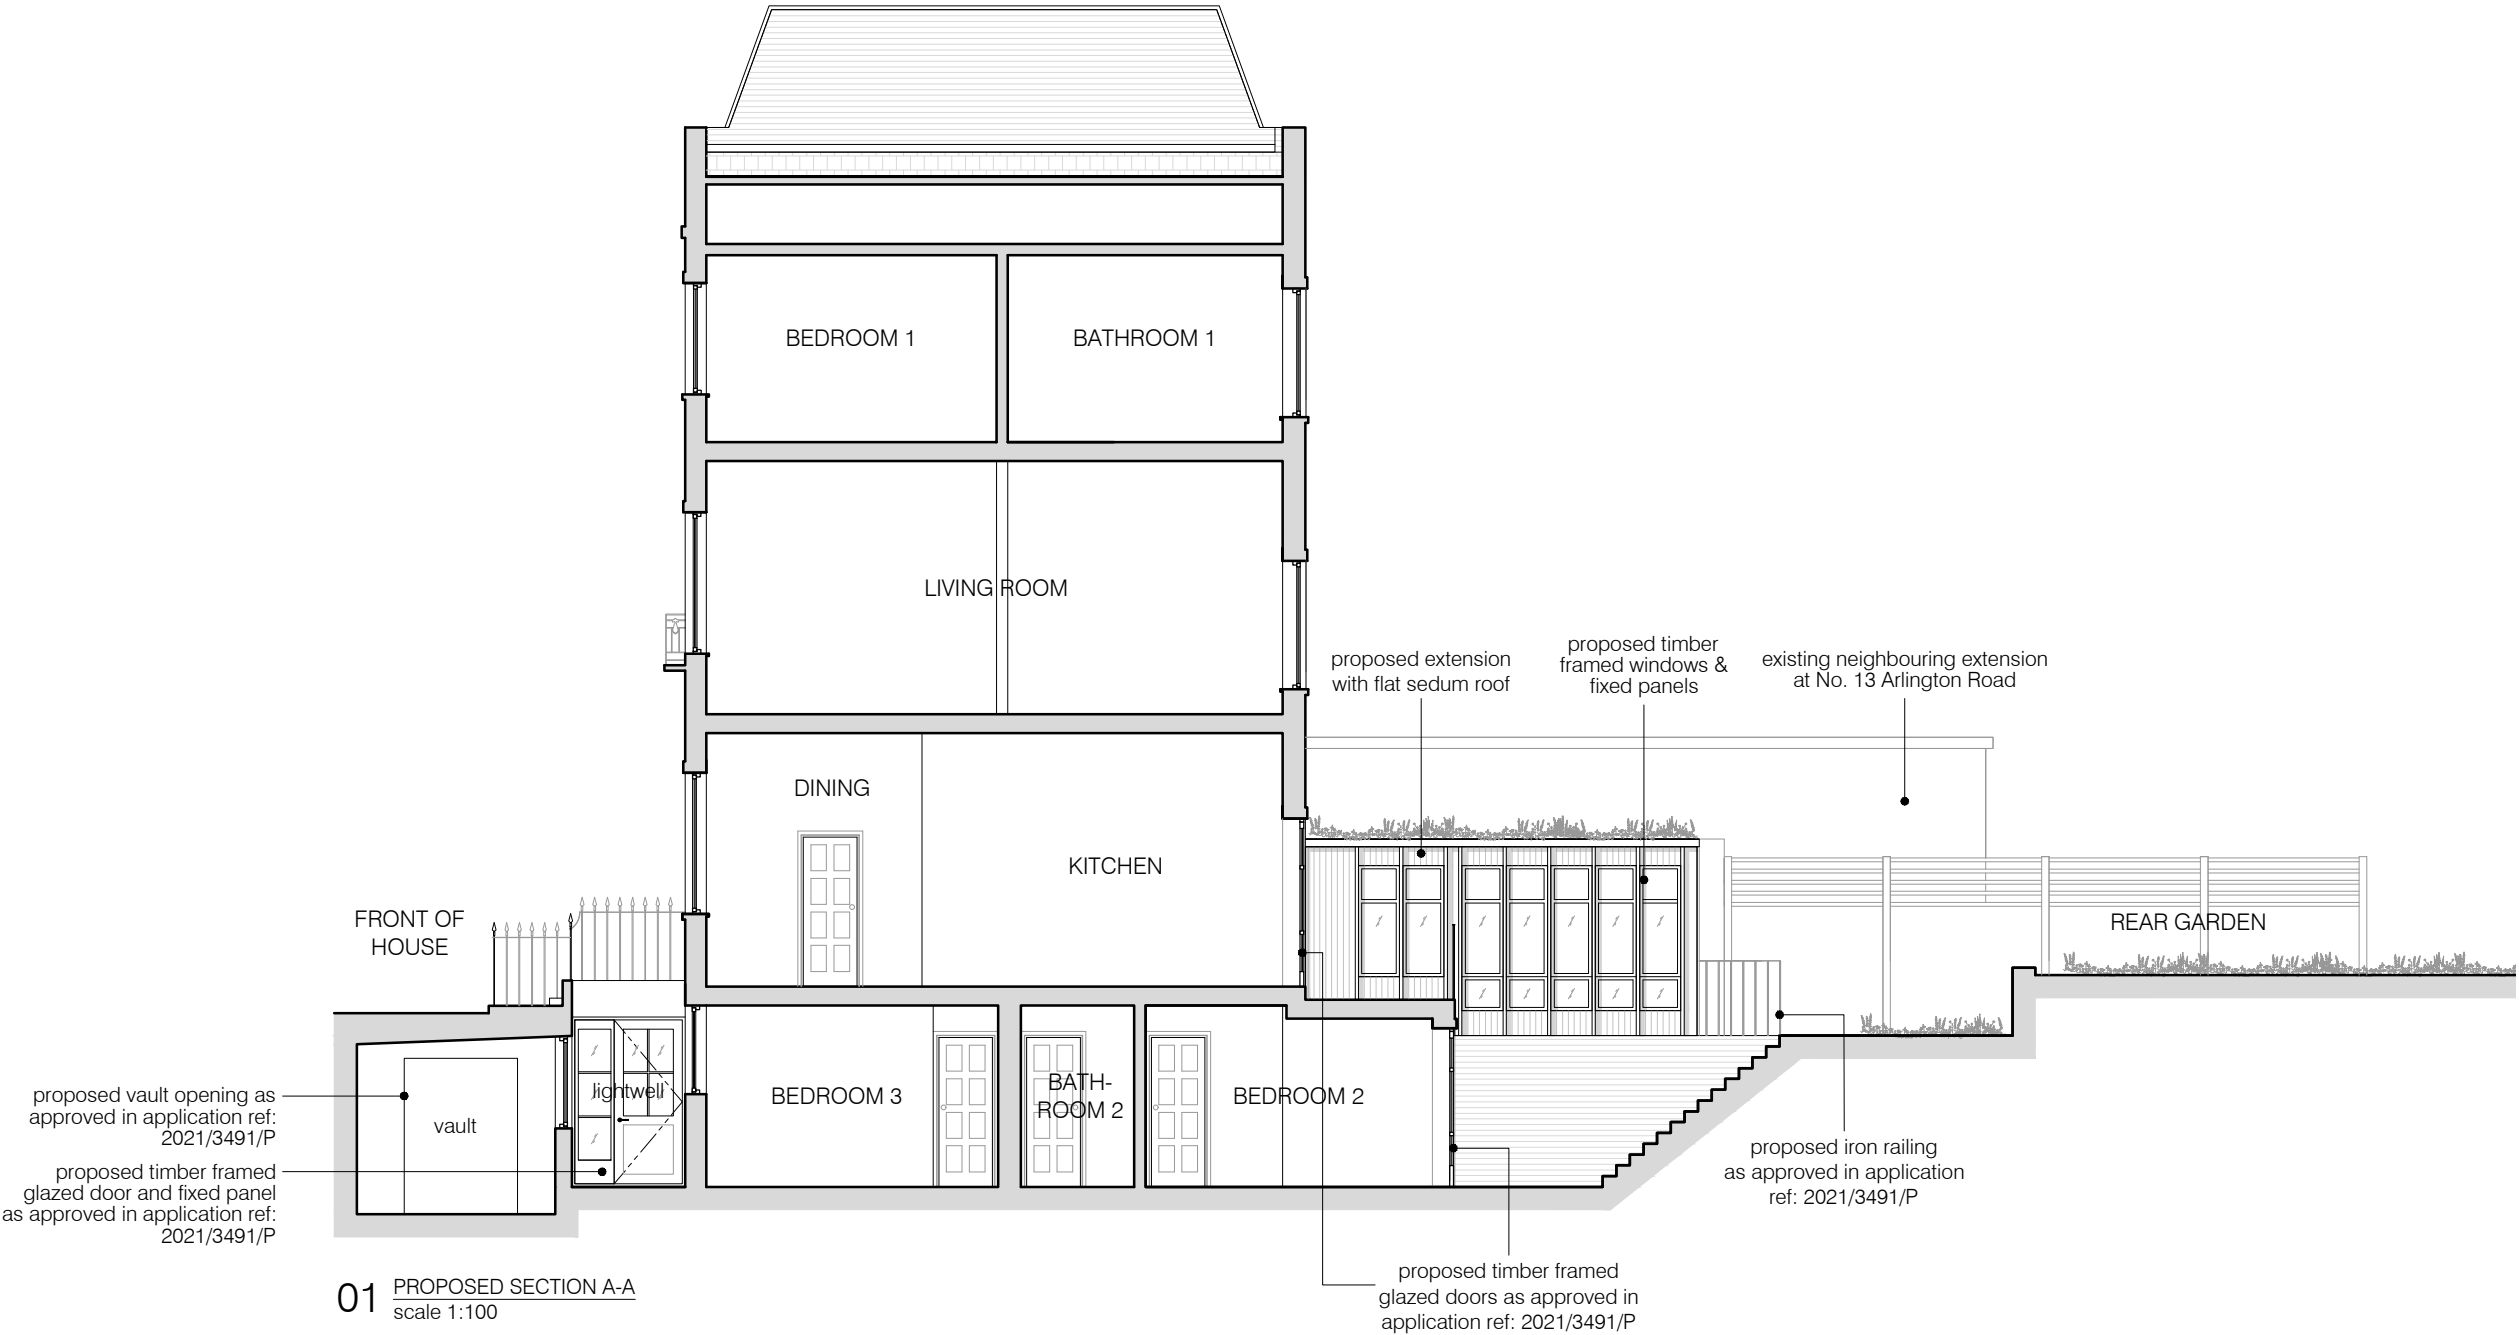 BEDROOM 1
BATHROOM 1
LIVING ROOM
proposed extension
with flat sedum roof
proposed timber
framed windows &
fixed panels
existing neighbouring extension
at No. 13 Arlington Road
DINING
KITCHEN
FRONT OF
HOUSE
REAR GARDEN
proposed vault opening as
approved in application ref:
2021/3491/P
vault
lightwell
BEDROOM 3
BATH-
ROOM 2
BEDROOM 2
proposed timber framed
glazed door and fixed panel
as approved in application ref:
2021/3491/P
proposed iron railing
as approved in application
ref: 2021/3491/P
proposed timber framed
glazed doors as approved in
application ref: 2021/3491/P
01 PROPOSED SECTION A-A
scale 1:100